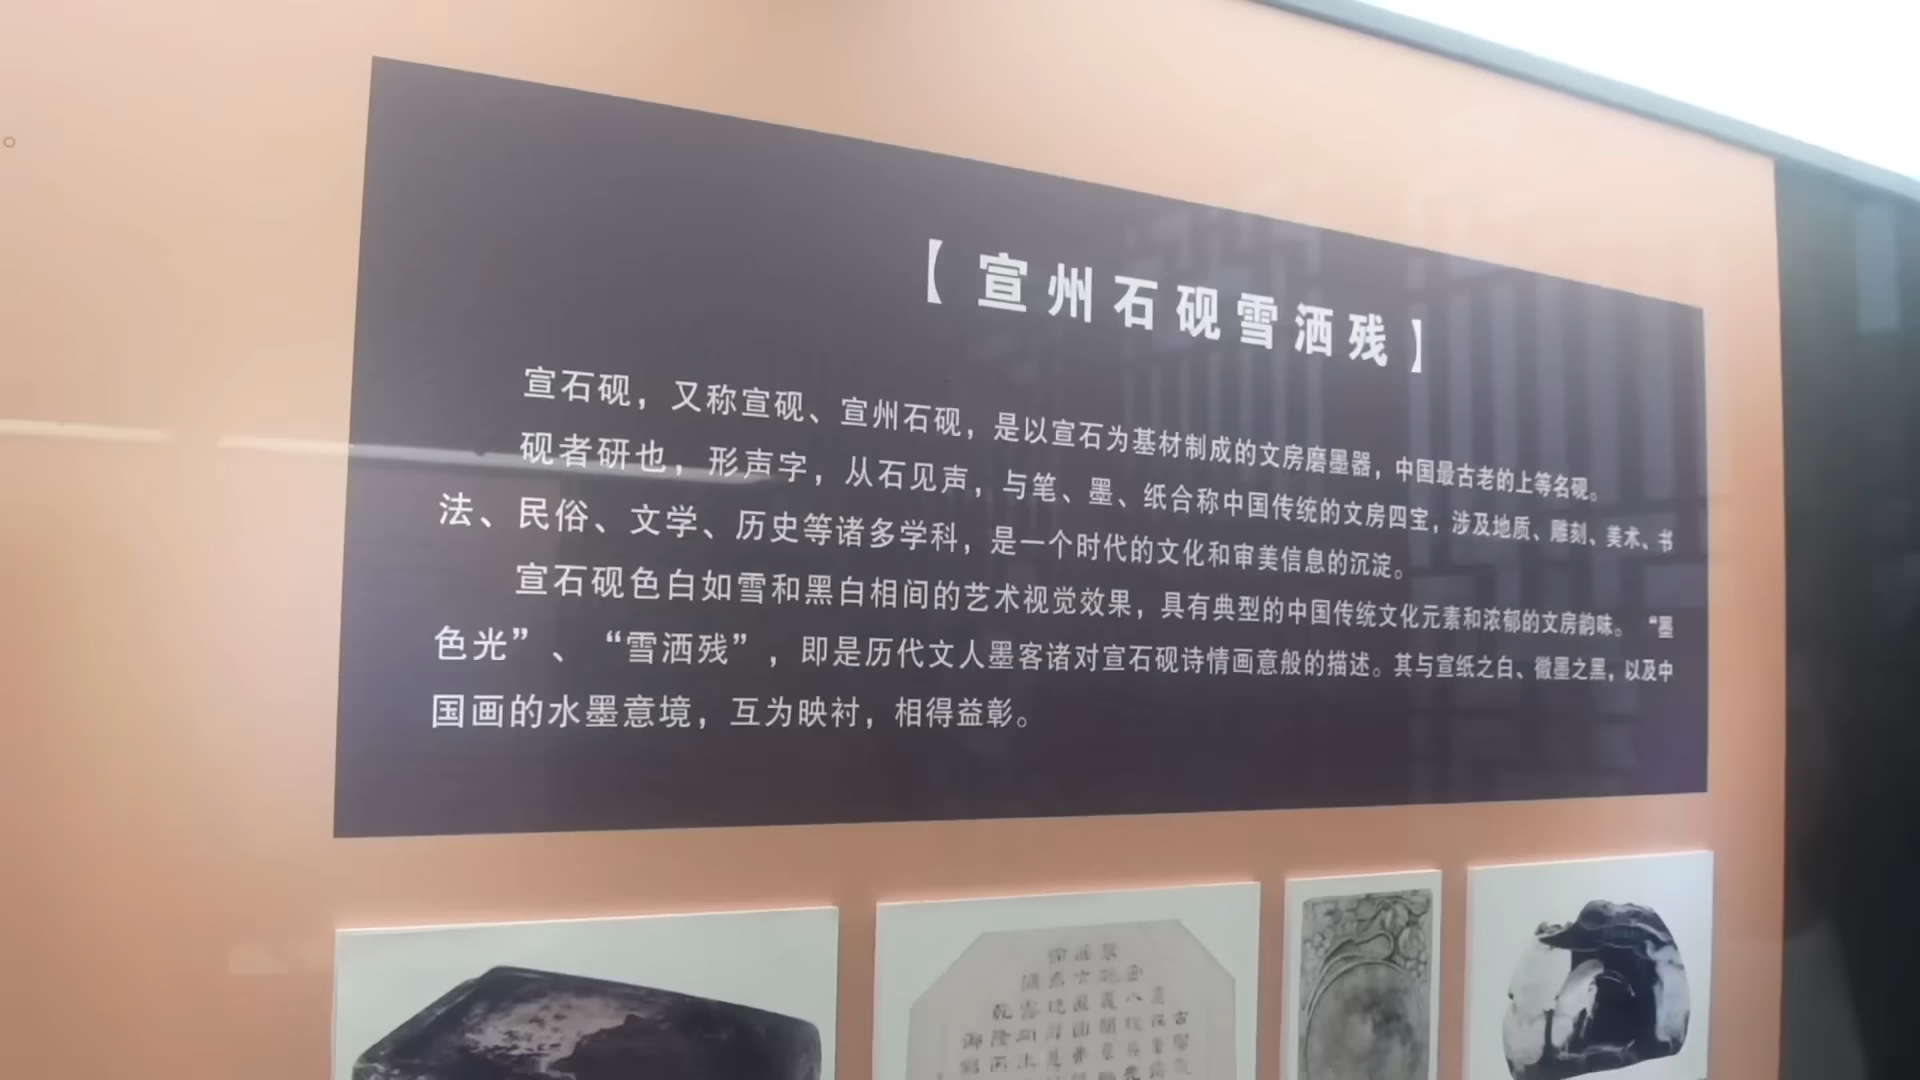 【宣州石砚雪洒残】
宣石砚，又称宣砚、宣州石砚，是以宣石为基材制成的文房磨墨器，中国最古老的上等名砚。
砚者研也，形声字，从石见声，与笔、墨、纸合称中国传统的文房四宝，涉及地质、雕刻、美术、书
法、民俗、文学、历史等诸多学科，是一个时代的文化和审美信息的沉淀。
宣石砚色白如雪和黑白相间的艺术视觉效果，具有典型的中国传统文化元素和浓郁的文房韵味。“墨
色光”、“雪洒残”，即是历代文人墨客诸对宣石砚诗情画意般的描述。其与宣纸之白、徽墨之黑，以及中
国画的水墨意境，互为映衬，相得益彰。